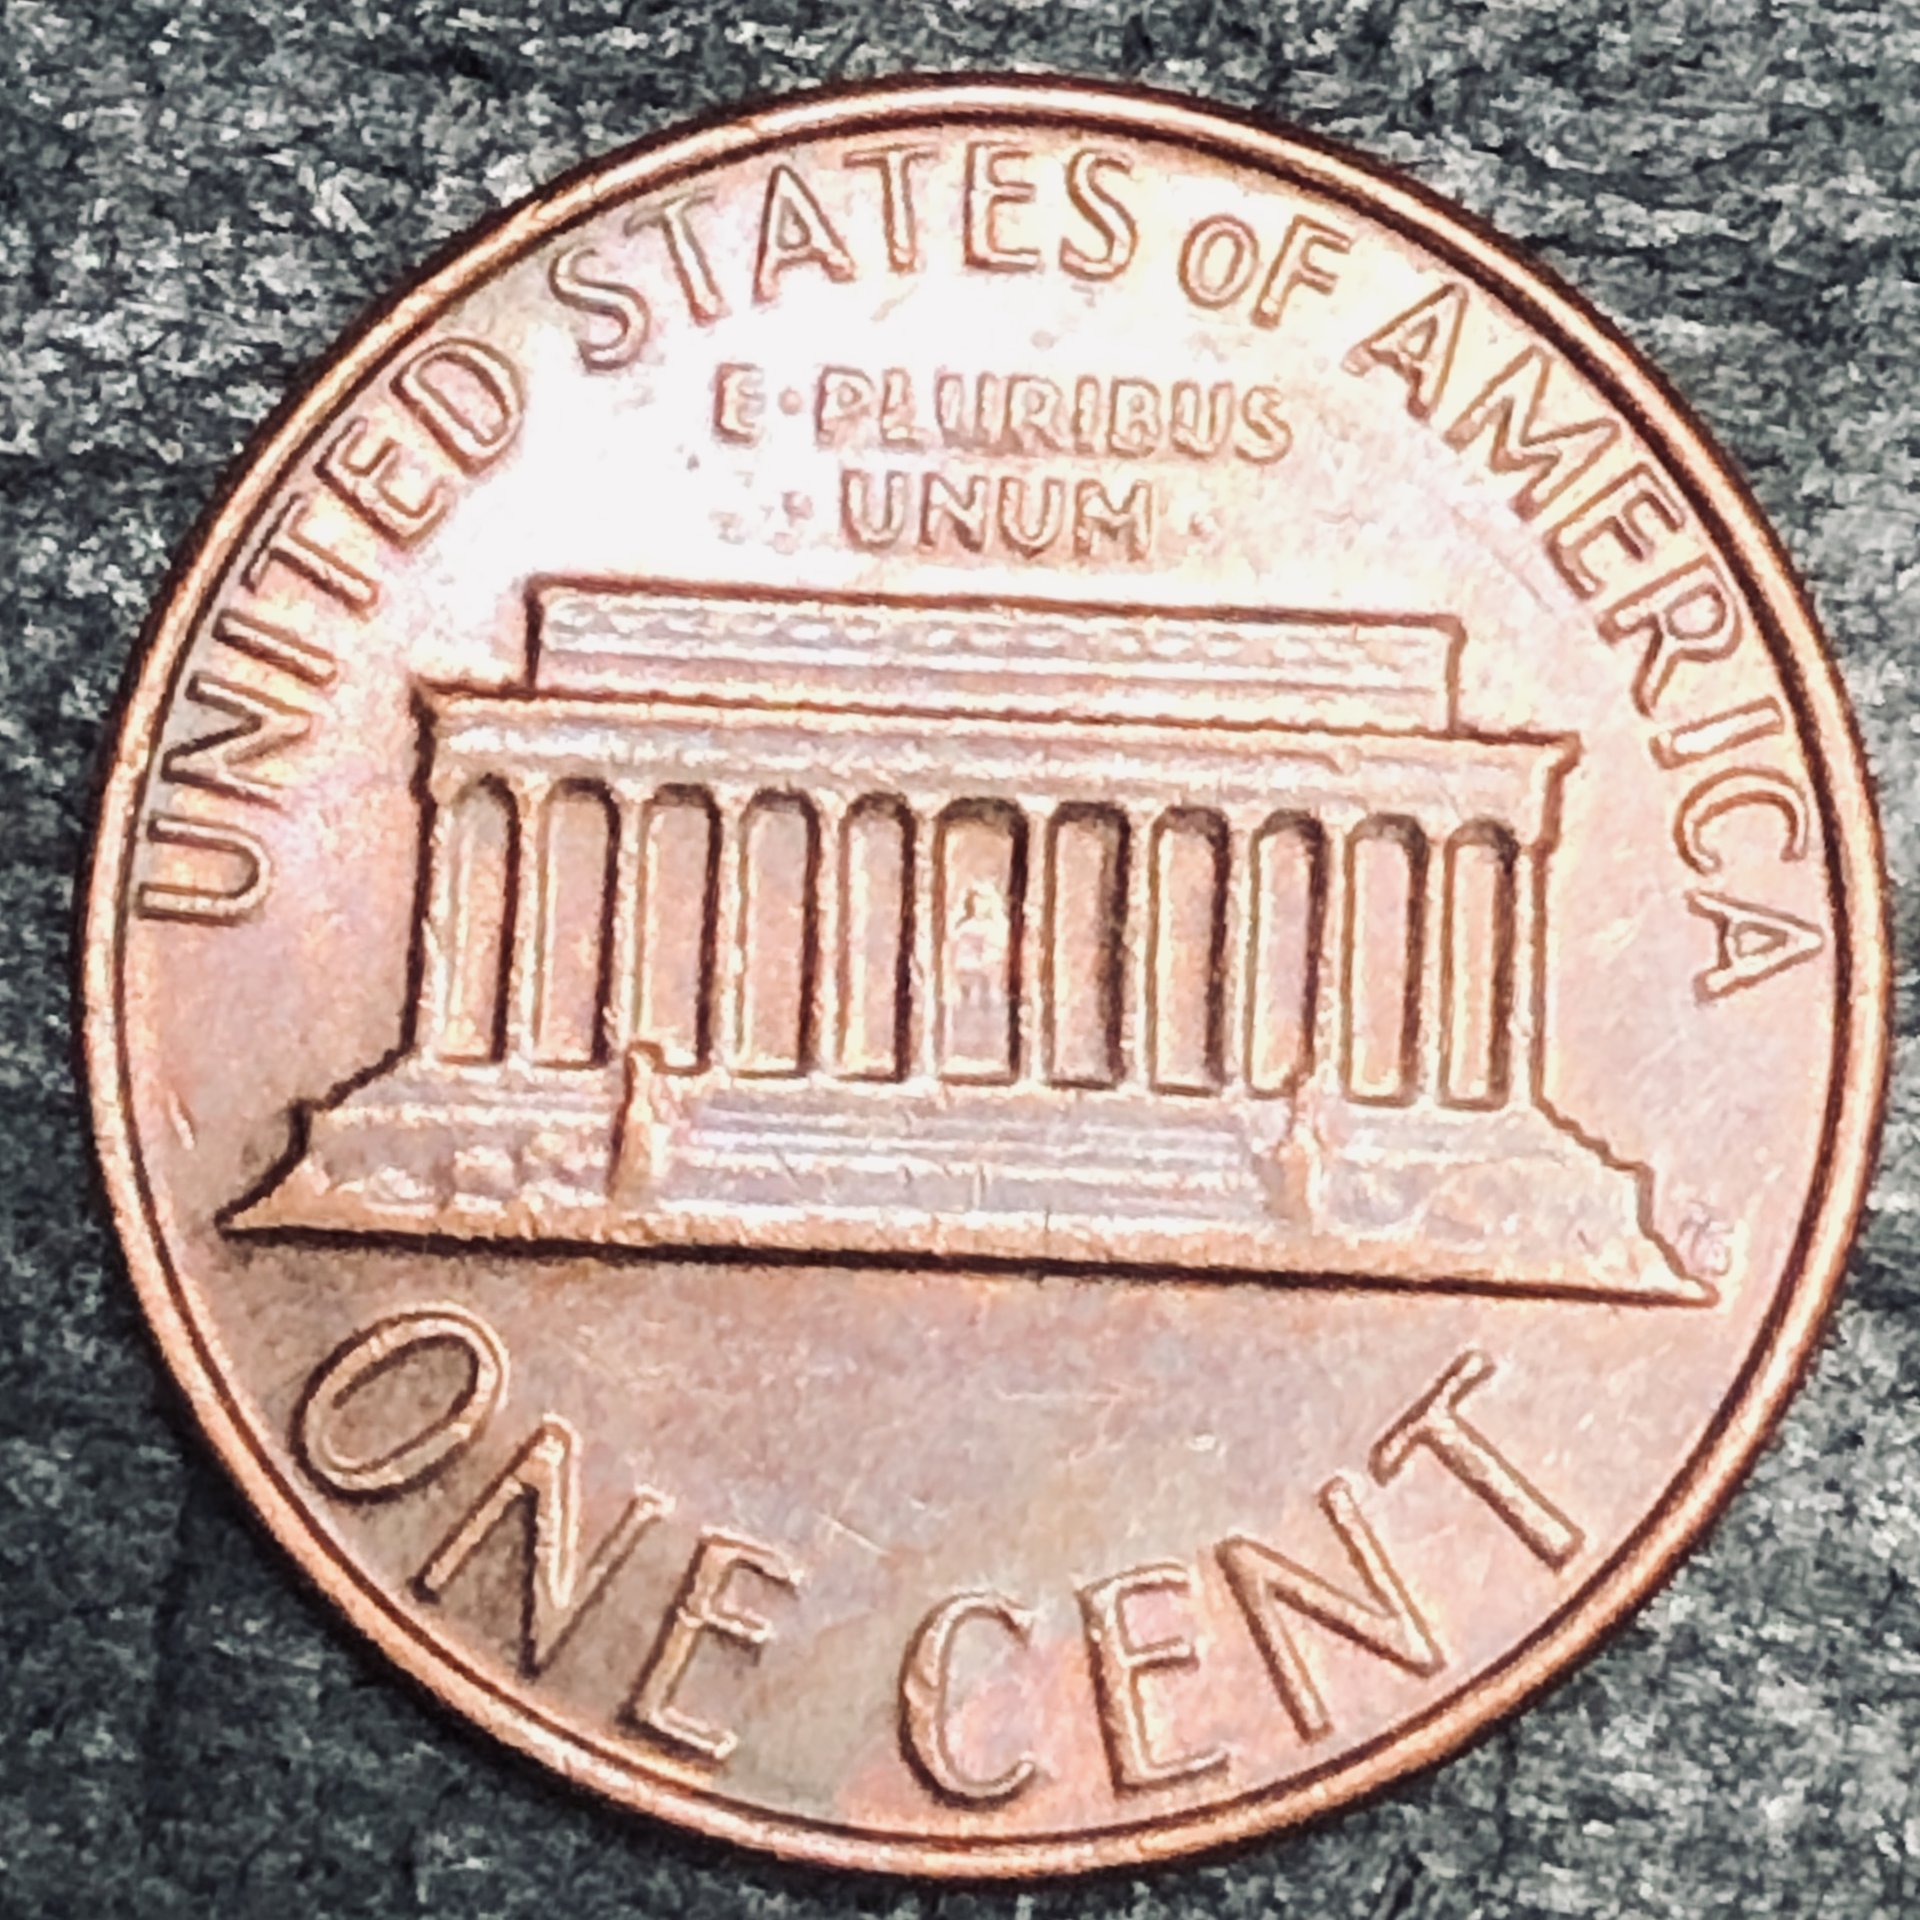 UNITED STATES OF AMERICA
E·PLURIBUS
UNUM
ONE CENT